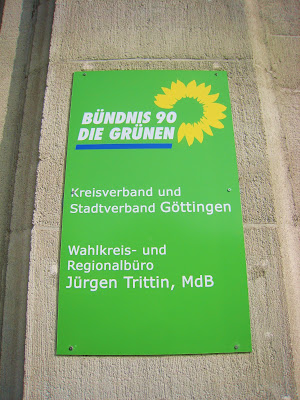 BÜNDNIS 90
DIE GRÜNEN
Kreisverband und
Stadtverband Göttingen
Wahlkreis- und
Regionalbüro
Jürgen Trittin, MdB